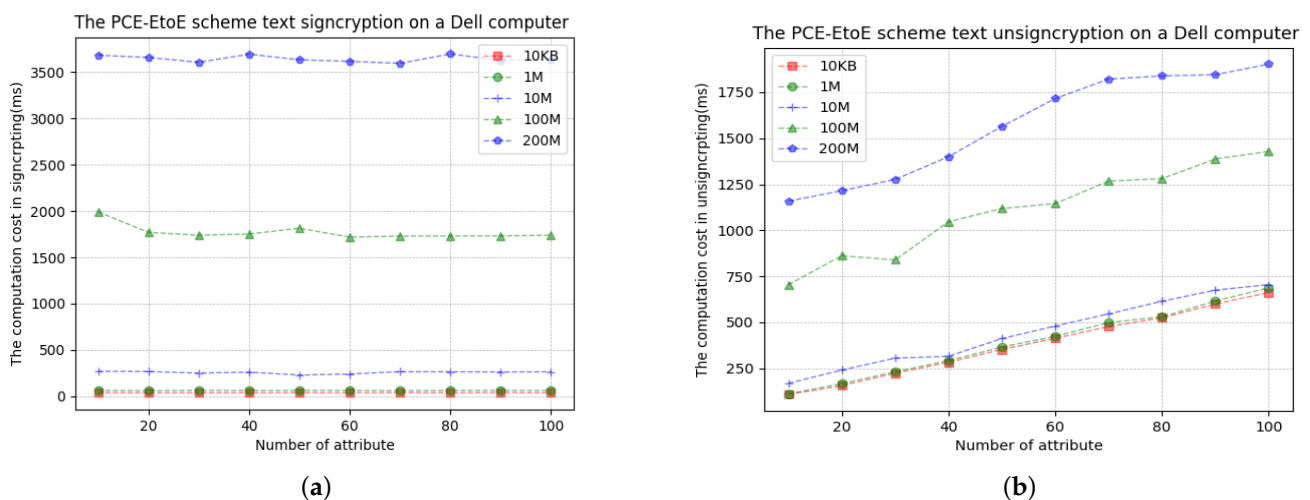 The PCE-EtoE scheme text signcryption on a Dell computer
The computation cost in signcrpting(ms)
3500
3000
2500
2000
1500
1000
500
0
10KB
1M
10M
100M
200M
20
40
60
80
100
Number of attribute
(a)
The PCE-EtoE scheme text unsigncryption on a Dell computer
The computation cost in unsigncrpting(ms)
1750
1500
1250
1000
750
500
250
10KB
1M
10M
100M
200M
20
40
60
80
100
Number of attribute
(b)